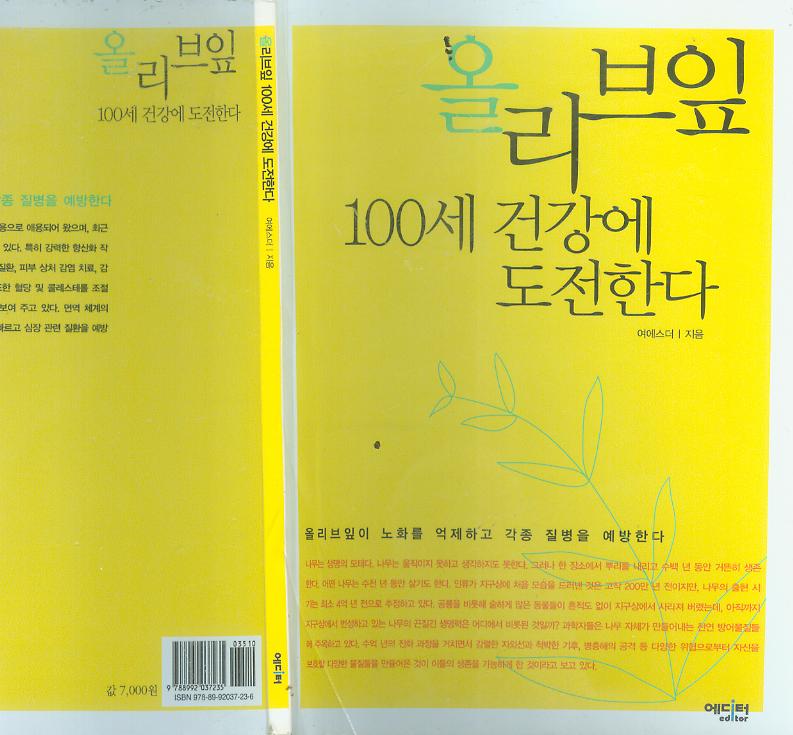 올리브잎
100세 건강에 도전한다
각종 질병을 예방한다
용으로 애용되어 왔으며, 최근
있다. 특히 강력한 항산화 작
질환, 피부 상처 감염 치료, 감
또한 혈당 및 콜레스테롤 조절
보여 주고 있다. 면역 체계의
빠르고 심장 관련 질환을 예방
값 7,000원
03510
9 788992 037235
ISBN 978-89-92037-23-6
올리브잎 100세 건강에 도전한다
여에스더 | 지음
에디터
올리브잎
100세 건강에
도전한다
여에스더 | 지음
올리브잎이 노화를 억제하고 각종 질병을 예방한다
나무는 생명의 모태다. 나무는 움직이지 못하고 생각하지도 못한다. 그러나 한 장소에서 뿌리를 내리고 수백 년 동안 거뜬히 생존
한다. 어떤 나무는 수천 년 동안 살기도 한다. 인류가 지구상에 처음 모습을 드러낸 것은 고작 200만 년 전이지만, 나무의 출현 시
기는 최소 4억 년 전으로 추정하고 있다. 공룡을 비롯해 숱하게 많은 동물들이 흔적도 없이 지구상에서 사라져 버렸는데, 아직까지
지구상에서 번성하고 있는 나무의 끈질긴 생명력은 어디에서 비롯된 것일까? 과학자들은 나무 자체가 만들어내는 천연 방어물질들
에 주목하고 있다. 수억 년의 진화 과정을 거치면서 강렬한 자외선과 척박한 기후, 병충해의 공격 등 다양한 위협으로부터 자신을
보호할 다양한 물질들을 만들어온 것이 이들의 생존을 가능하게 한 것이라고 보고 있다.
에디터
editor